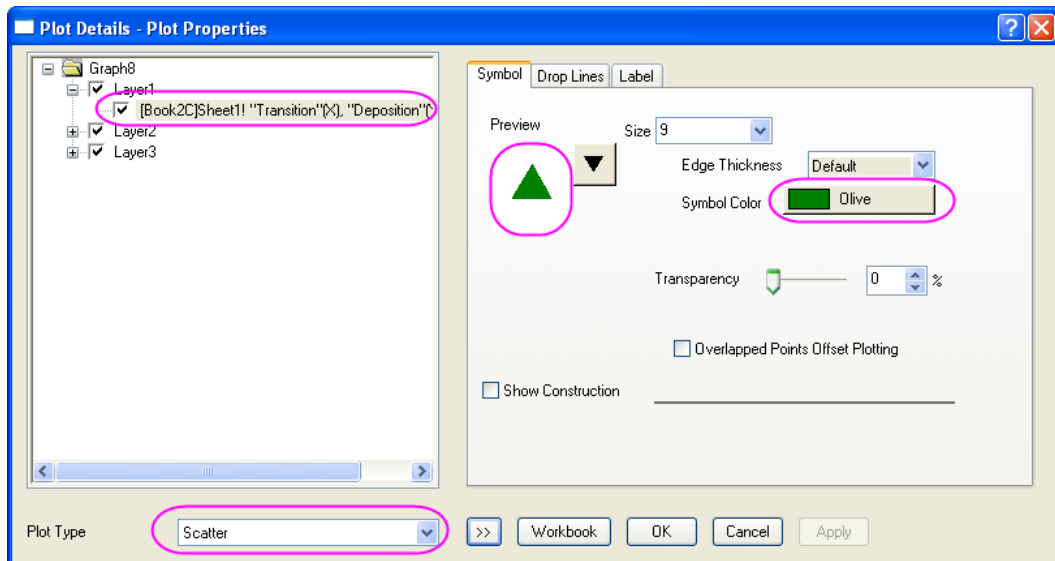 Plot Details - Plot Properties
Graph8
Layer1
[Book2C]Sheet1! "Transition"(X), "Deposition"(
Layer2
Layer3
Symbol Drop Lines Label
Preview
Size 9
Edge Thickness Default
Symbol Color Olive
Transparency 0 %
Overlapped Points Offset Plotting
Show Construction
Plot Type Scatter >> Workbook OK Cancel Apply